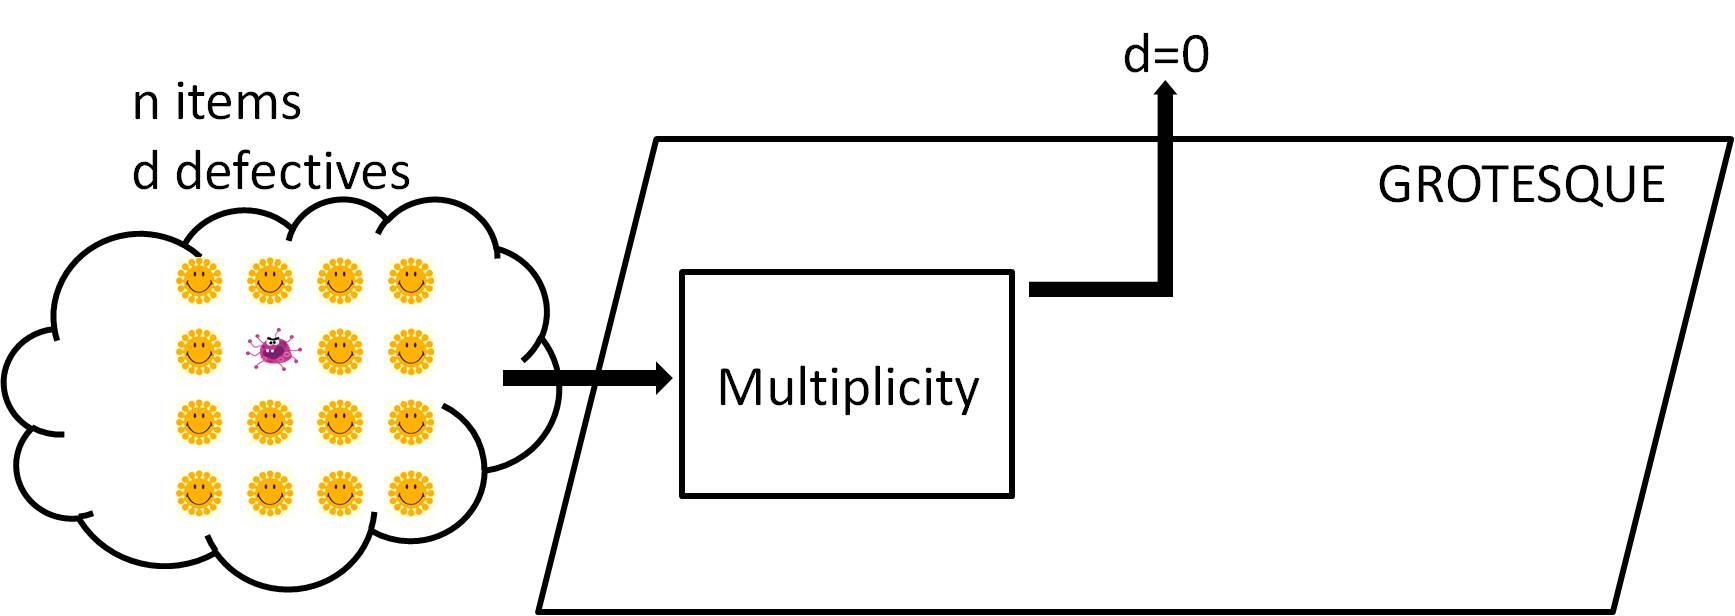 n items
d defectives
d=0
GROTESQUE
Multiplicity